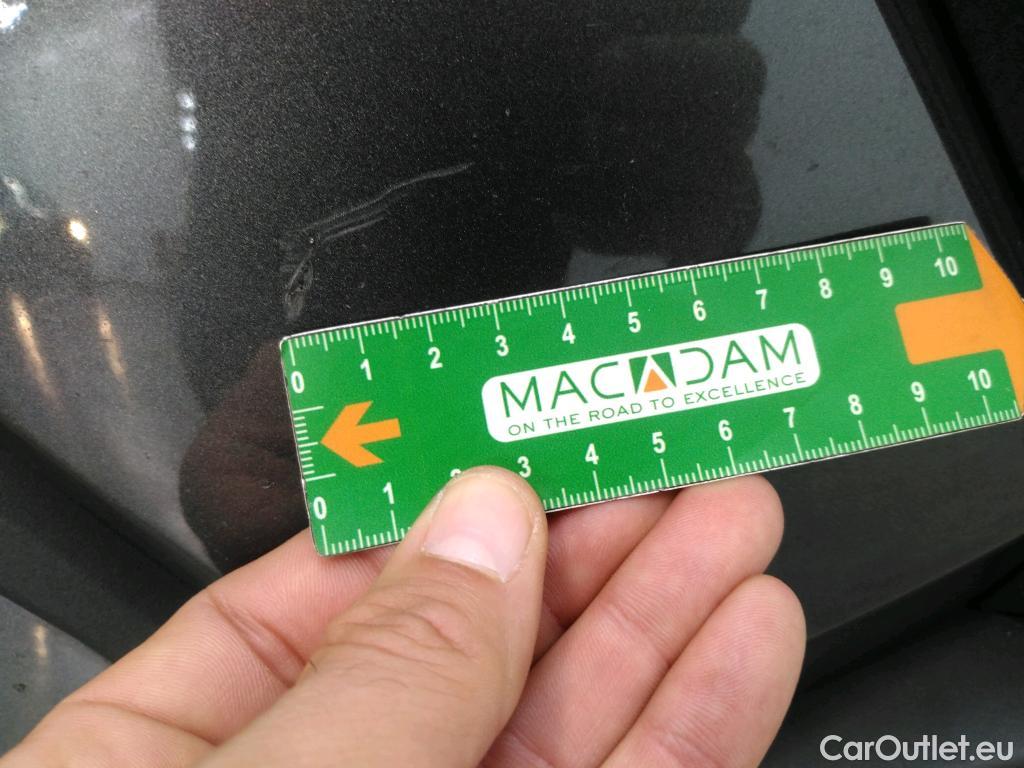 0 1 2 3 4 5 6 7 8 9 10
MACADAM
ON THE ROAD TO EXCELLENCE
0 1 2 3 4 5 6 7 8 9 10
CarOutlet.eu